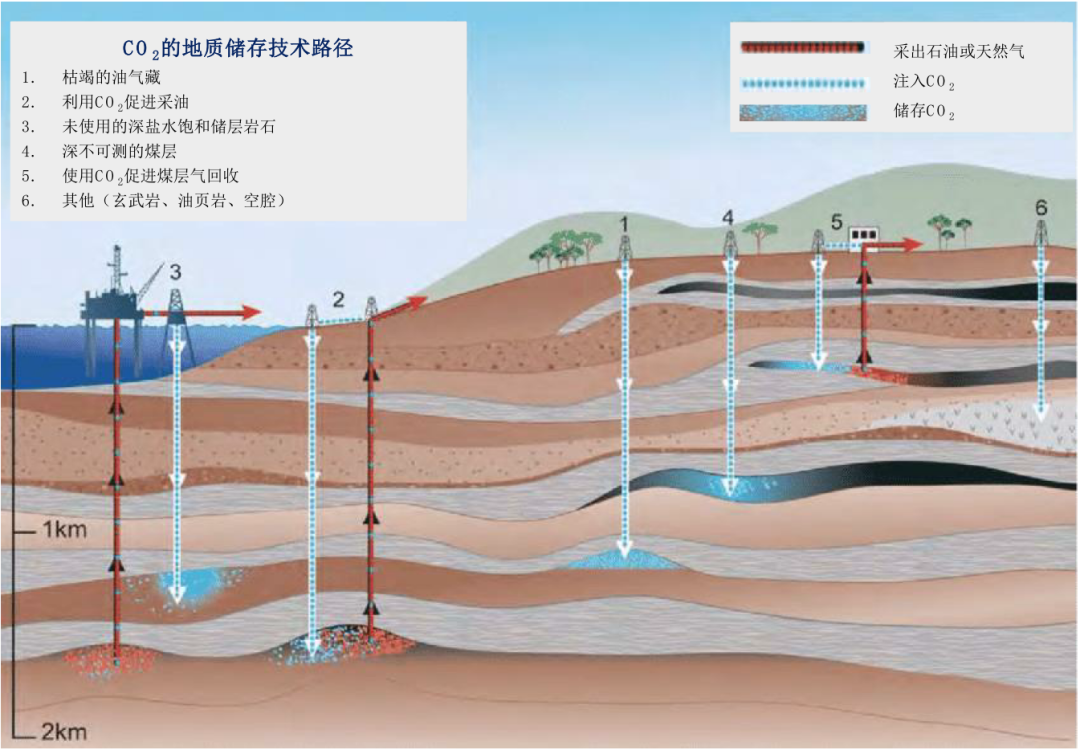 CO₂的地质储存技术路径
1. 枯竭的油气藏
2. 利用CO₂促进采油
3. 未使用的深盐水饱和储层岩石
4. 深不可测的煤层
5. 使用CO₂促进煤层气回收
6. 其他（玄武岩、油页岩、空腔）
采出石油或天然气
注入CO₂
储存CO₂
1
4
5
6
3
2
1km
2km